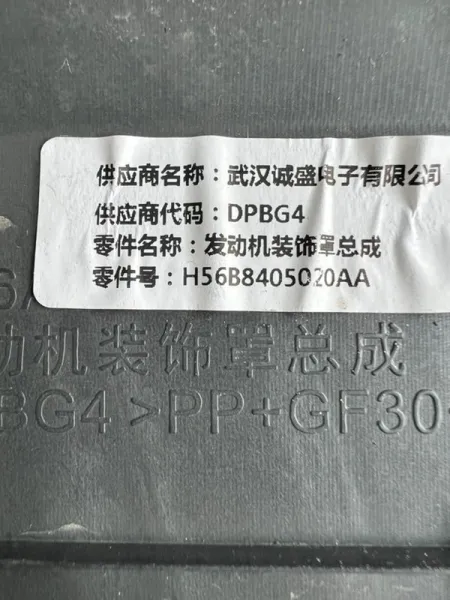 供应商名称：武汉诚盛电子有限公司
供应商代码：DPBG4
零件名称：发动机装饰罩总成
零件号：H56B8405020AA
动机装饰罩总成
BG4 >PP+GF30